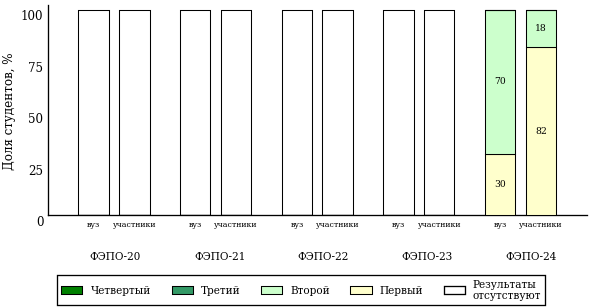 Доля студентов, %
100
75
50
25
0
70
30
18
82
вуз участники вуз участники вуз участники вуз участники вуз участники
ФЭПО-20 ФЭПО-21 ФЭПО-22 ФЭПО-23 ФЭПО-24
Четвертый Третий Второй Первый Результаты
отсутствуют